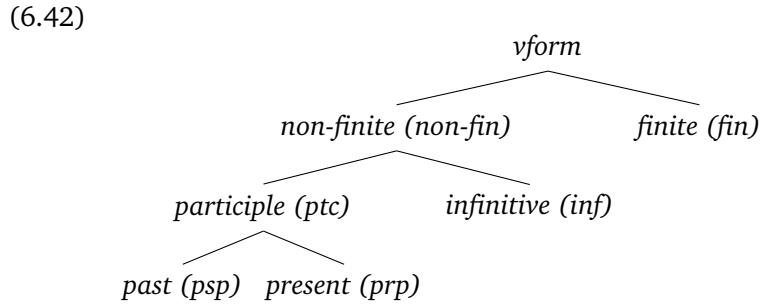 (6.42)
vform
non-finite (non-fin) finite (fin)
participle (ptc) infinitive (inf)
past (psp) present (prp)